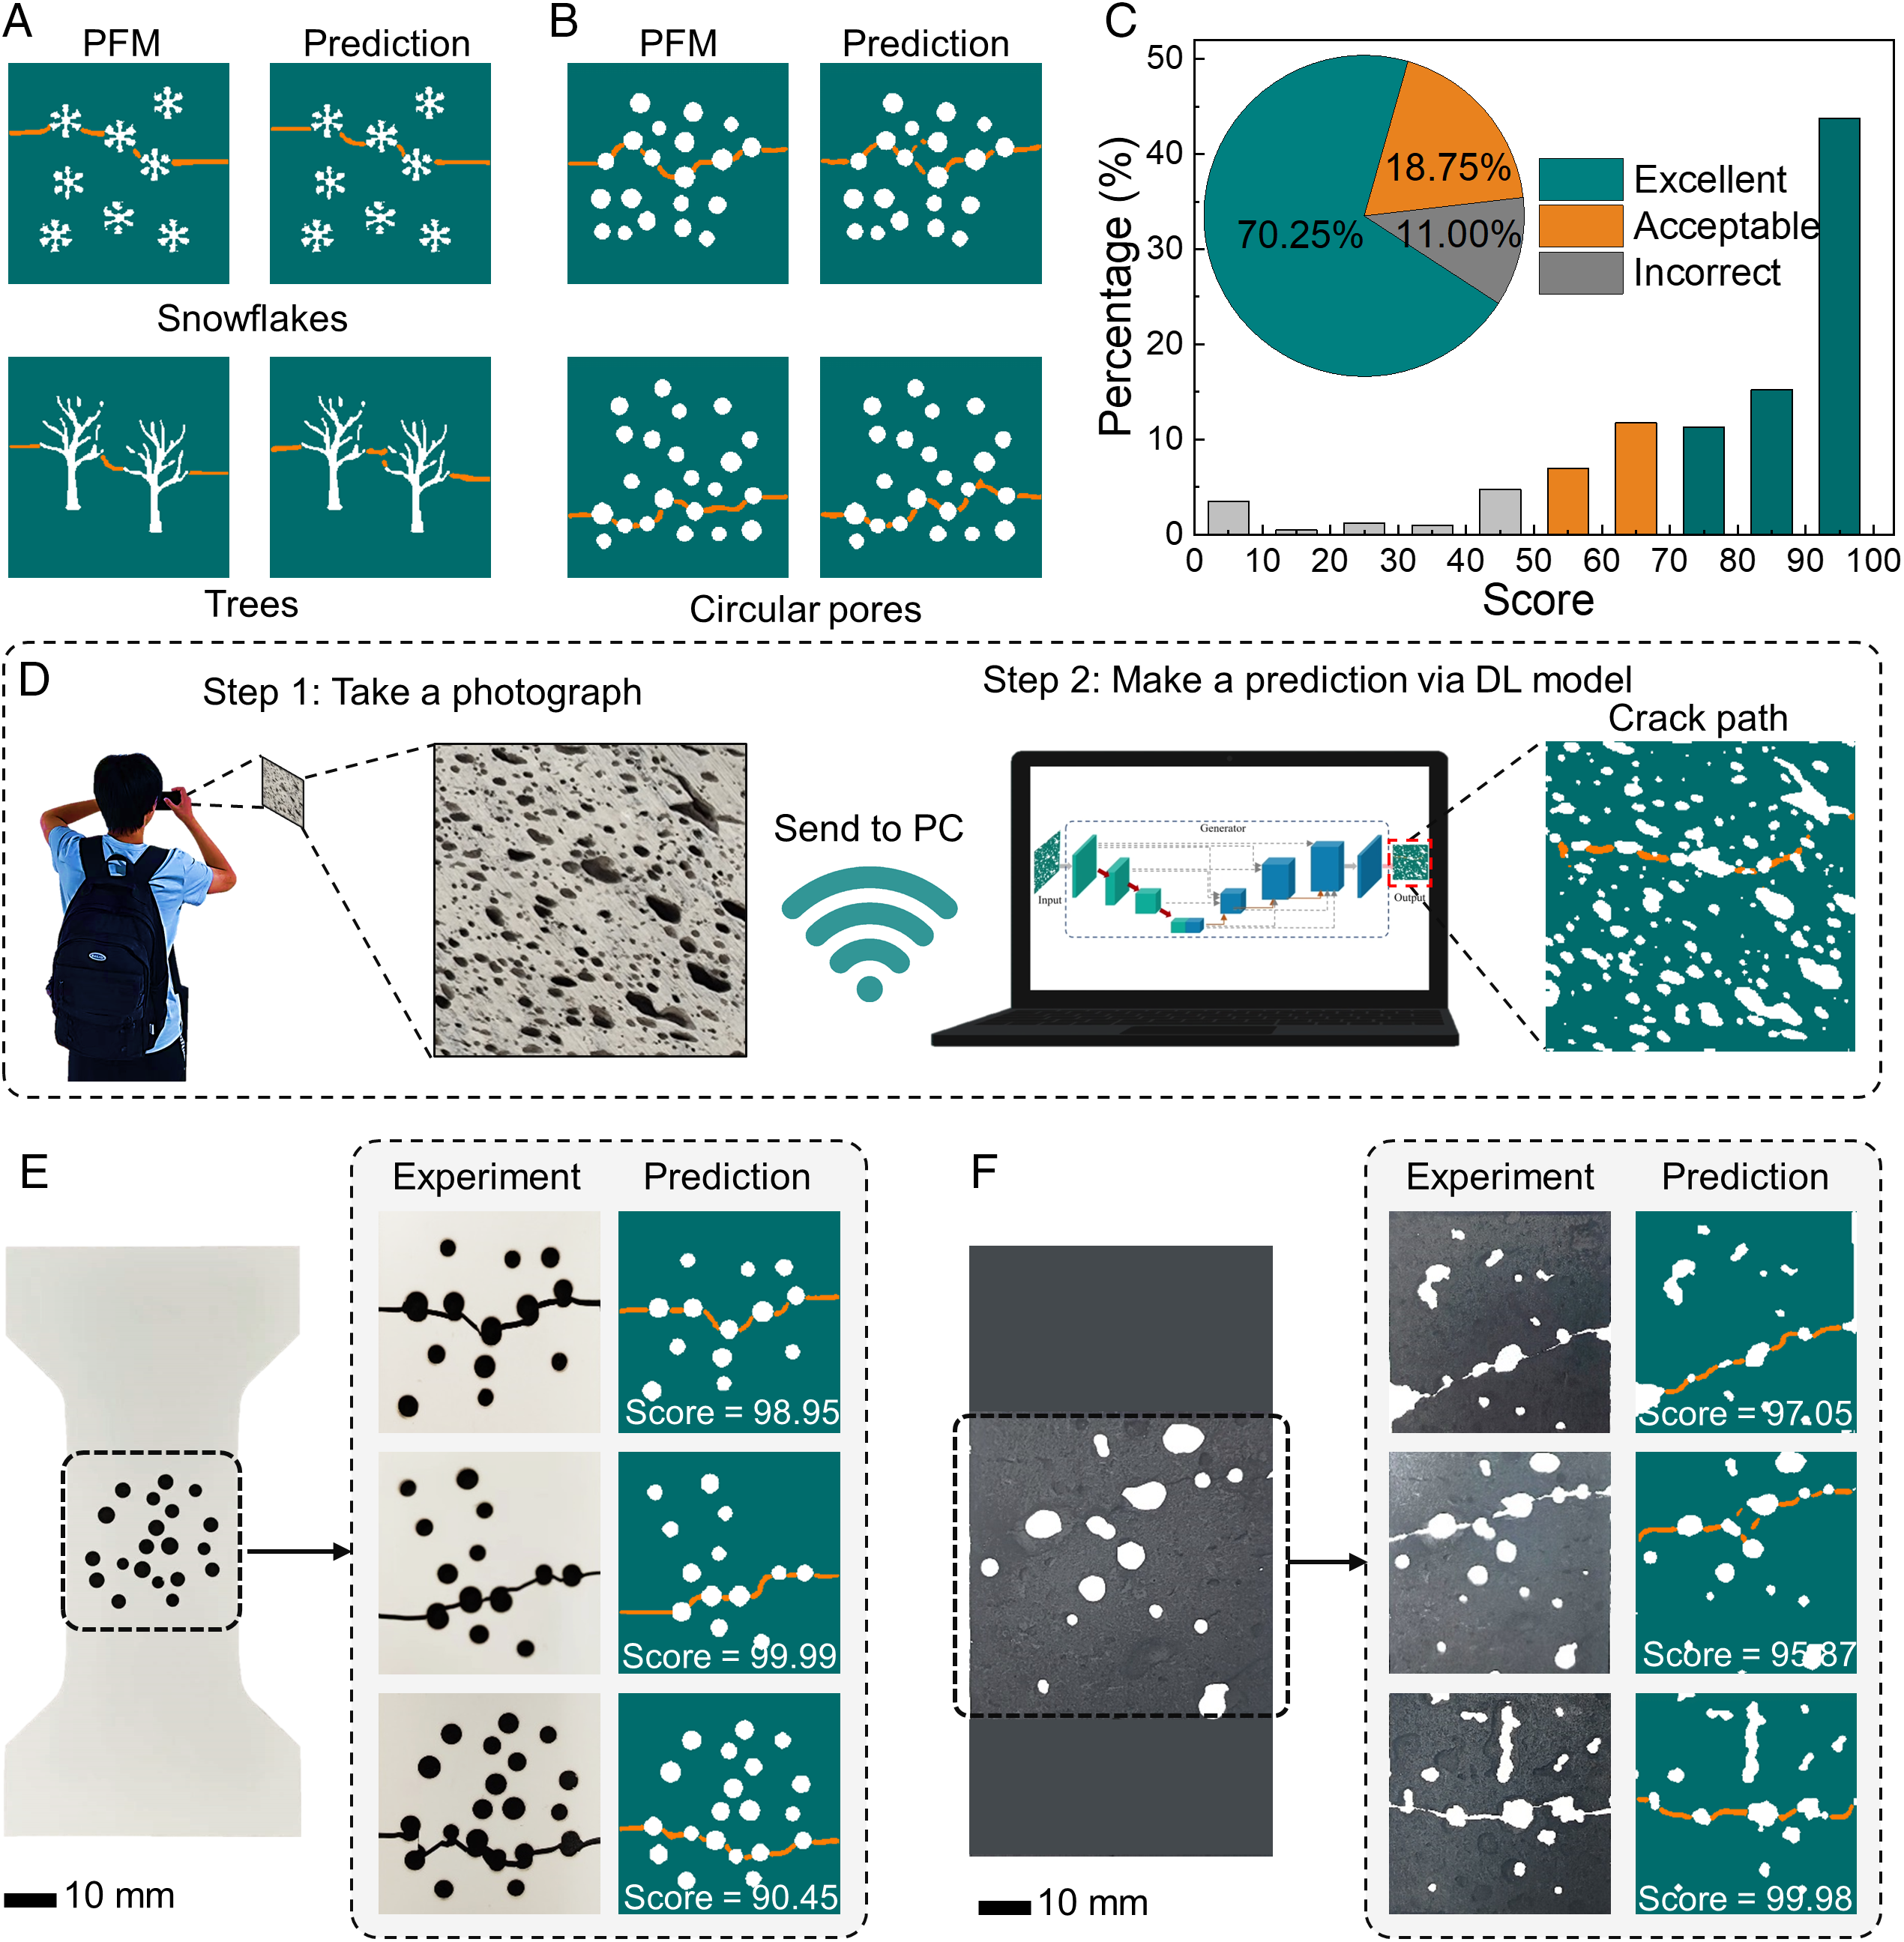 A
PFM
Prediction
Snowflakes
Trees
B
PFM
Prediction
Circular pores
C
Percentage (%)
50
40
30
20
10
0
70.25%
18.75%
11.00%
Excellent
Acceptable
Incorrect
0 10 20 30 40 50 60 70 80 90 100
Score
D
Step 1: Take a photograph
Send to PC
Step 2: Make a prediction via DL model
Generator
Input
Output
Crack path
E
Experiment
Prediction
Score = 98.95
Score = 99.99
Score = 90.45
10 mm
F
Experiment
Prediction
Score = 97.05
Score = 95.87
Score = 99.98
10 mm